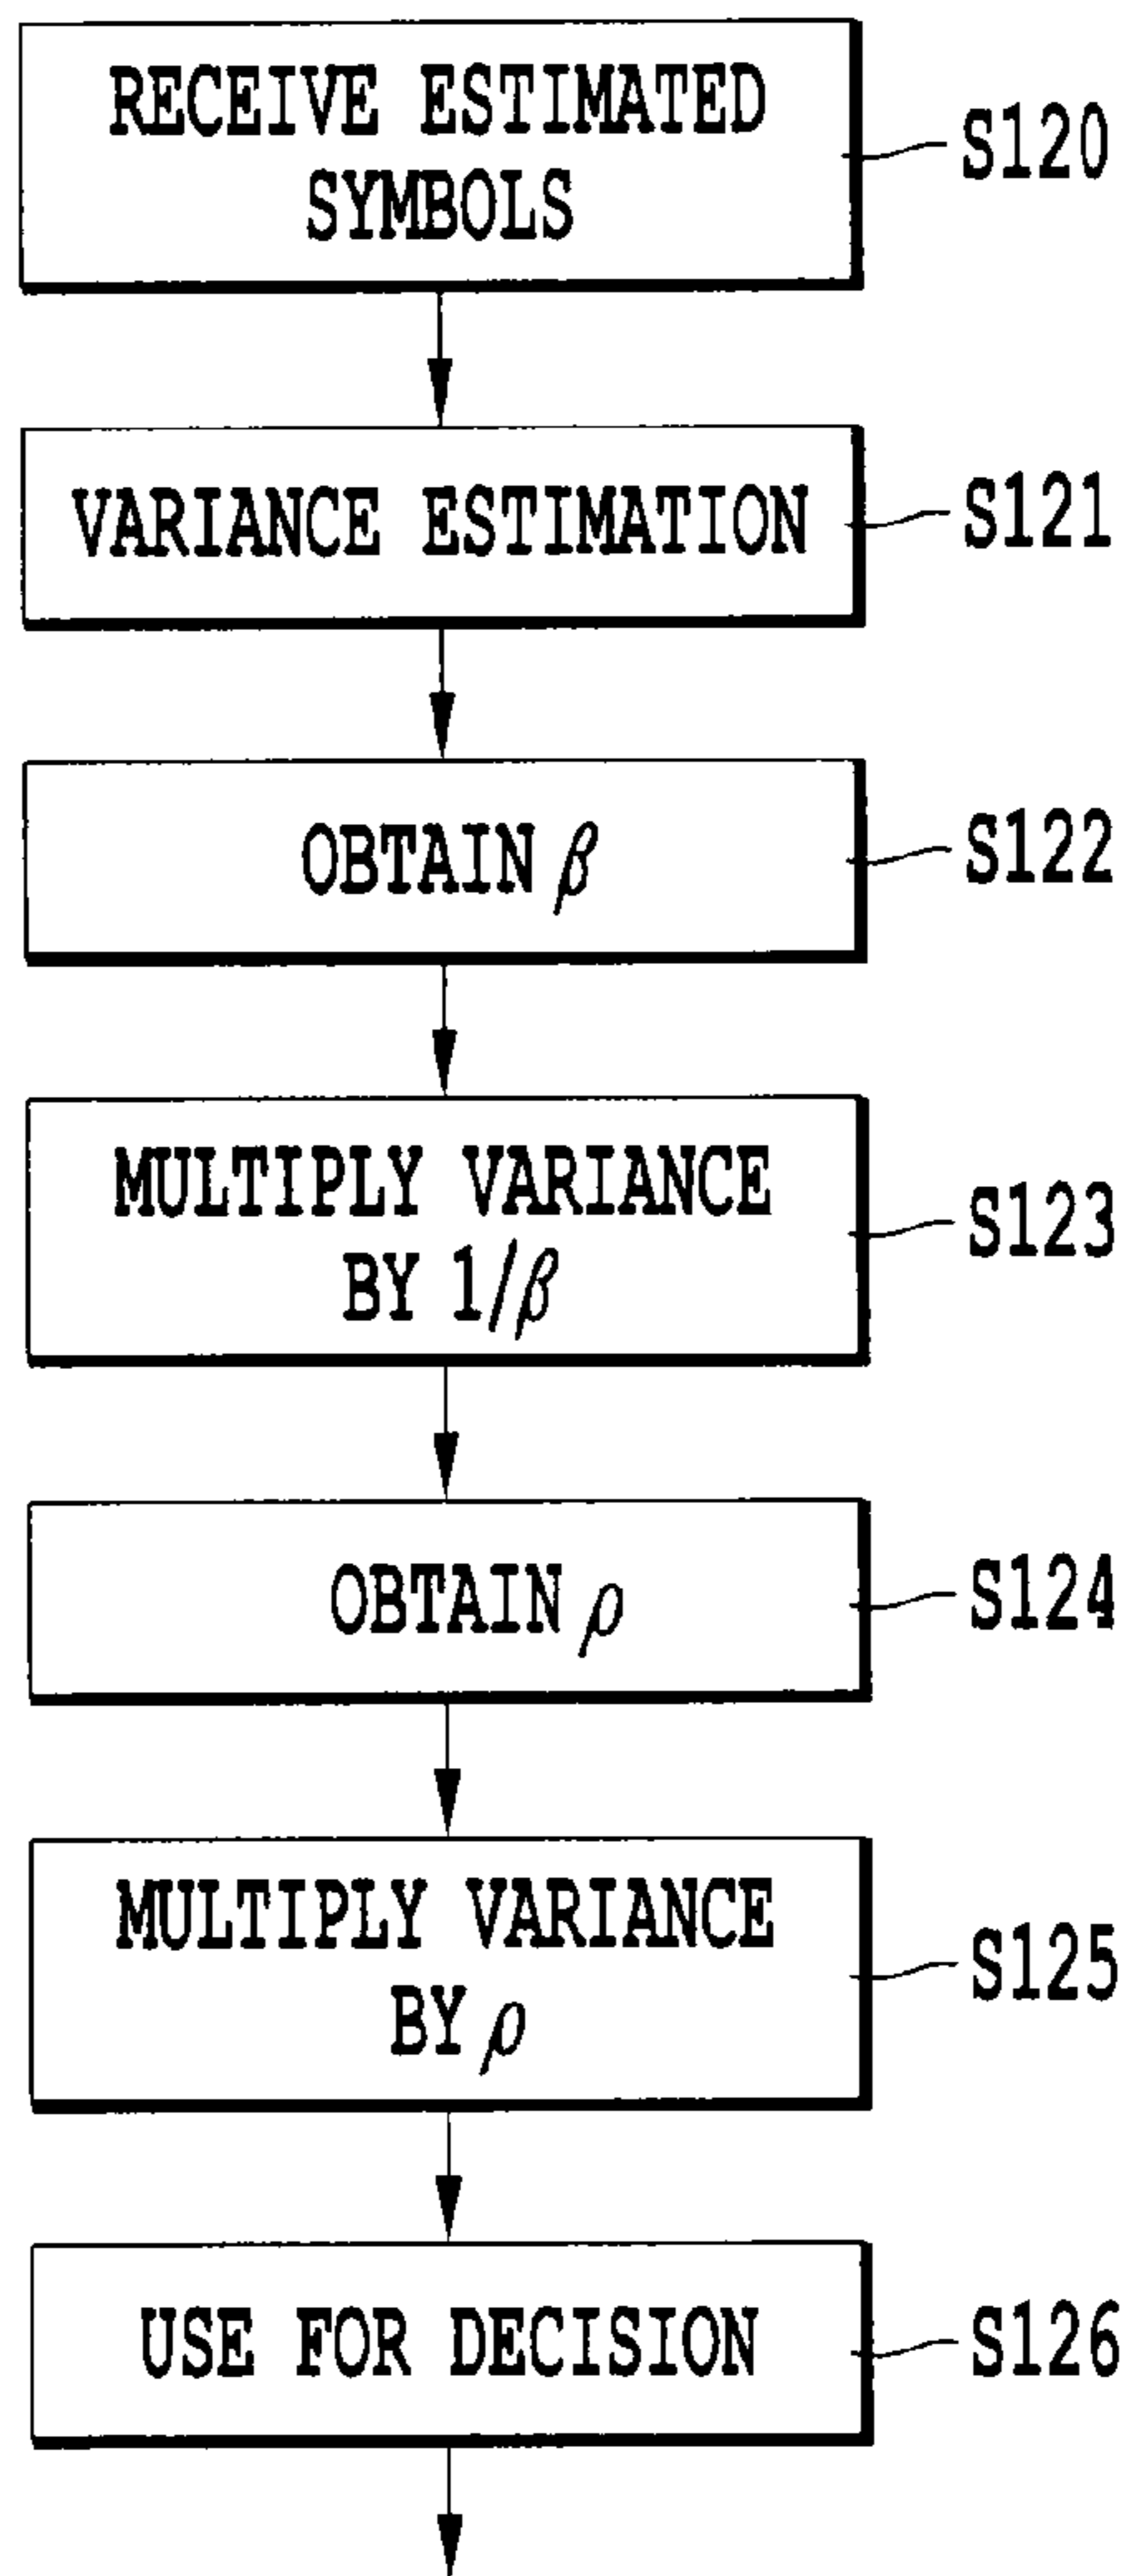 RECEIVE ESTIMATED
SYMBOLS
S120
VARIANCE ESTIMATION
S121
OBTAIN β
S122
MULTIPLY VARIANCE
BY 1/β
S123
OBTAIN ρ
S124
MULTIPLY VARIANCE
BY ρ
S125
USE FOR DECISION
S126